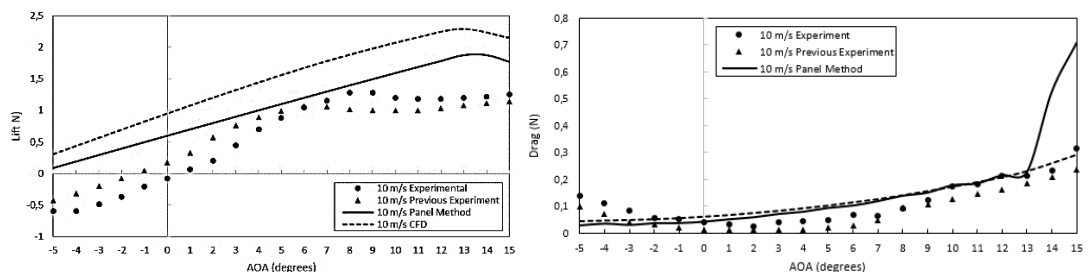 2,5
2
1,5
1
0,5
0
-0,5
-1
Lift N)
-5 -4 -3 -2 -1 0 1 2 3 4 5 6 7 8 9 10 11 12 13 14 15
AOA (degrees)
10 m/s Experimental
10 m/s Previous Experiment
10 m/s Panel Method
10 m/s CFD
0,8
0,7
0,6
0,5
0,4
0,3
0,2
0,1
0
Drag (N)
-5 -4 -3 -2 -1 0 1 2 3 4 5 6 7 8 9 10 11 12 13 14 15
AOA (degrees)
10 m/s Experiment
10 m/s Previous Experiment
10 m/s Panel Method